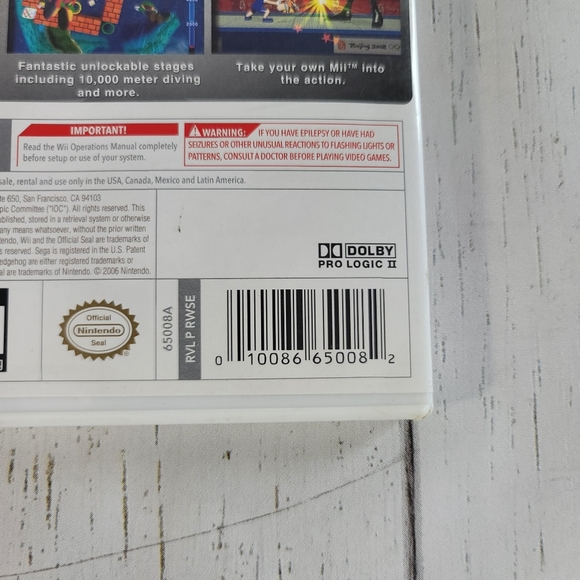 Fantastic unlockable stages
including 10,000 meter diving
and more.
Take your own Mii™ into
the action.
Beijing 2008
IMPORTANT!
Read the Wii Operations Manual completely
before setup or use of your system.
WARNING: IF YOU HAVE EPILEPSY OR HAVE HAD
SEIZURES OR OTHER UNUSUAL REACTIONS TO FLASHING LIGHTS OR
PATTERNS, CONSULT A DOCTOR BEFORE PLAYING VIDEO GAMES.
sale, rental and use only in the USA, Canada, Mexico and Latin America.
te 650, San Francisco, CA 94103
pic Committee ("IOC"). All rights reserved. This
ublished, stored in a retrieval system or otherwise
any means whatsoever, without the prior written
tendo, Wii and the Official Seal are trademarks of
s reserved. Sega is registered in the U.S. Patent
edgehog are either registered trademarks or
al are trademarks of Nintendo. © 2006 Nintendo.
DOLBY
PRO LOGIC II
Official
Nintendo
Seal
®
65008A
RVL P RWSE
0 10086 65008 2